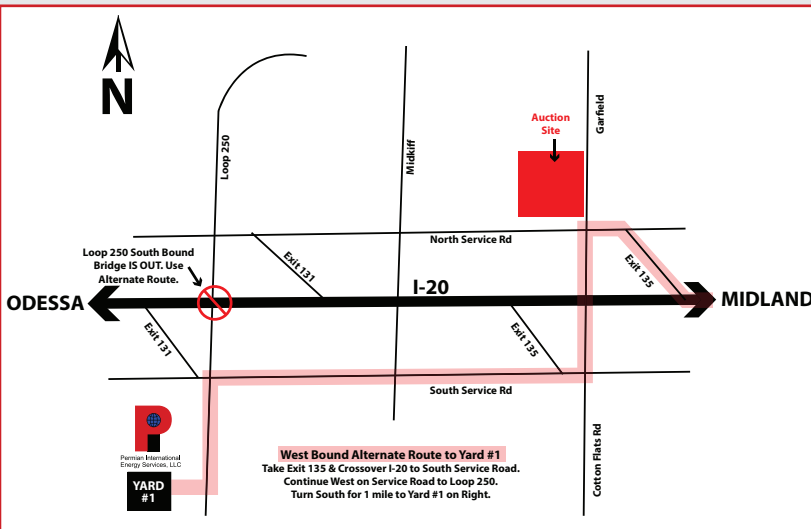 N
Loop 250
Midkiff
Garfield
Auction
Site
North Service Rd
Loop 250 South Bound
Bridge IS OUT. Use
Alternate Route.
Exit 131
Exit 135
I-20
ODESSA
MIDLAND
Exit 131
Exit 135
South Service Rd
Cotton Flats Rd
PI
Permian International
Energy Services, LLC
YARD
#1
West Bound Alternate Route to Yard #1
Take Exit 135 & Crossover I-20 to South Service Road.
Continue West on Service Road to Loop 250.
Turn South for 1 mile to Yard #1 on Right.